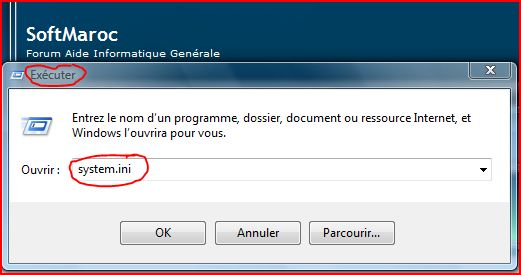 SoftMaroc
Forum Aide Informatique Genérale
Exécuter
Entrez le nom d'un programme, dossier, document ou ressource Internet, et
Windows l'ouvrira pour vous.
Ouvrir : system.ini
OK Annuler Parcourir...